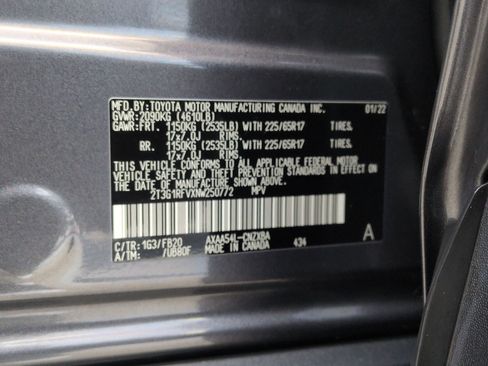 MFD. BY: TOYOTA MOTOR MANUFACTURING CANADA INC. 01/22
GVWR: 2090KG (4610LB)
GAWR: FRT. 1150KG (2535LB) WITH 225/65R17 TIRES.
17x7.0J RIMS.
RR. 1150KG (2535LB) WITH 225/65R17 TIRES.
17x7.0J RIMS.
THIS VEHICLE CONFORMS TO ALL APPLICABLE FEDERAL MOTOR
VEHICLE SAFETY AND THEFT PREVENTION STANDARDS IN EFFECT
ON THE DATE OF MANUFACTURE SHOWN ABOVE.
2T3G1RFVXNW250772 MPV
C/TR: 1G3/FB20 AXAA54L-CNZXBA A
A/TM: /UB80F MADE IN CANADA 434